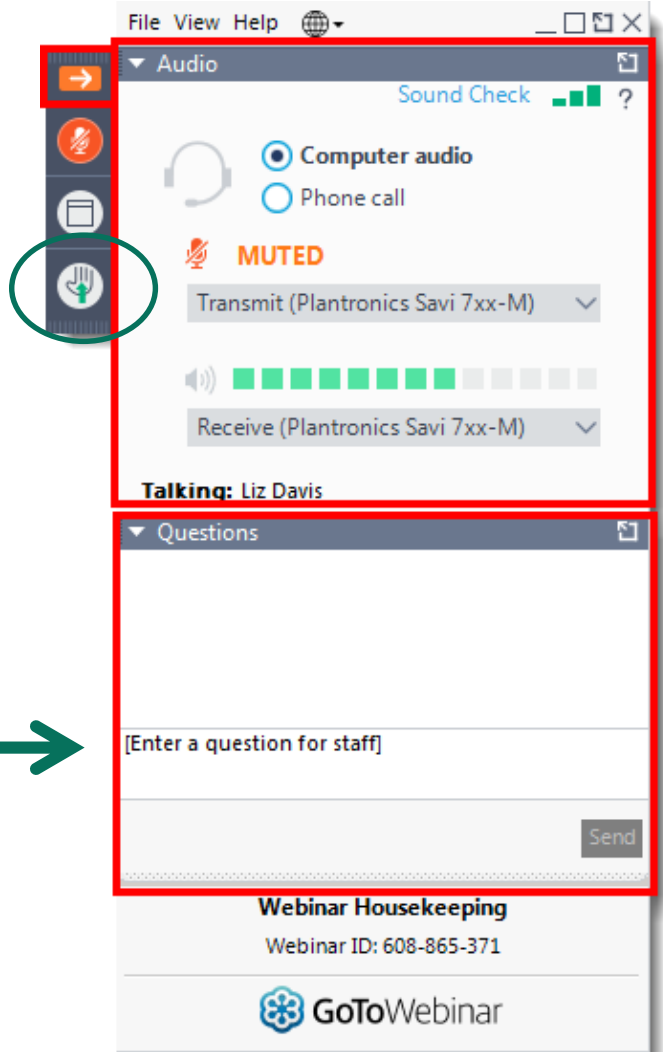 File View Help
Audio
Sound Check ?
Computer audio
Phone call
MUTED
Transmit (Plantronics Savi 7xx-M)
Receive (Plantronics Savi 7xx-M)
Talking: Liz Davis
Questions
[Enter a question for staff]
Send
Webinar Housekeeping
Webinar ID: 608-865-371
GoToWebinar